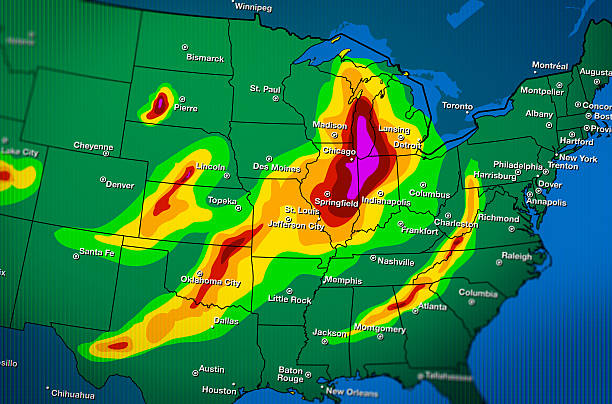 Winnipeg
Bismarck
Montréal
Augusta
St. Paul
Montpelier
Pierre
Toronto
Concor
Albany
Bost
Madison
Lansing
Prov
Hartford
Detroit
Cheyenne
Chicago
New York
Lake City
Des Moines
Philadelphia
Trenton
Lincoln
Harrisburg
Denver
Dover
Columbus
Indianapolis
Annapolis
Topeka
Springfield
St. Louis
Charleston
Richmond
Jefferson City
Frankfort
Santa Fe
Raleigh
Nashville
Oklahoma City
Memphis
Columbia
Little Rock
Atlanta
Dallas
Montgomery
Jackson
Austin
Baton
Rouge
Tallahassee
Houston
New Orleans
Chihuahua